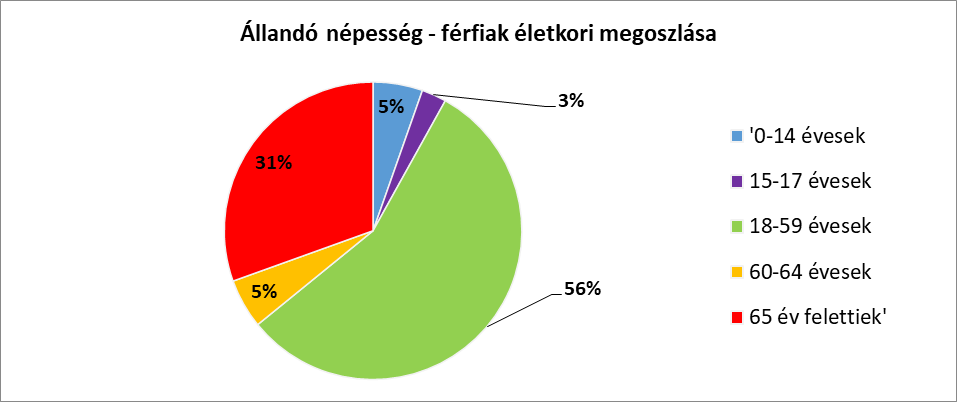 Állandó népesség - férfiak életkori megoszlása
5%
3%
31%
5%
56%
'0-14 évesek
15-17 évesek
18-59 évesek
60-64 évesek
65 év felettiek'